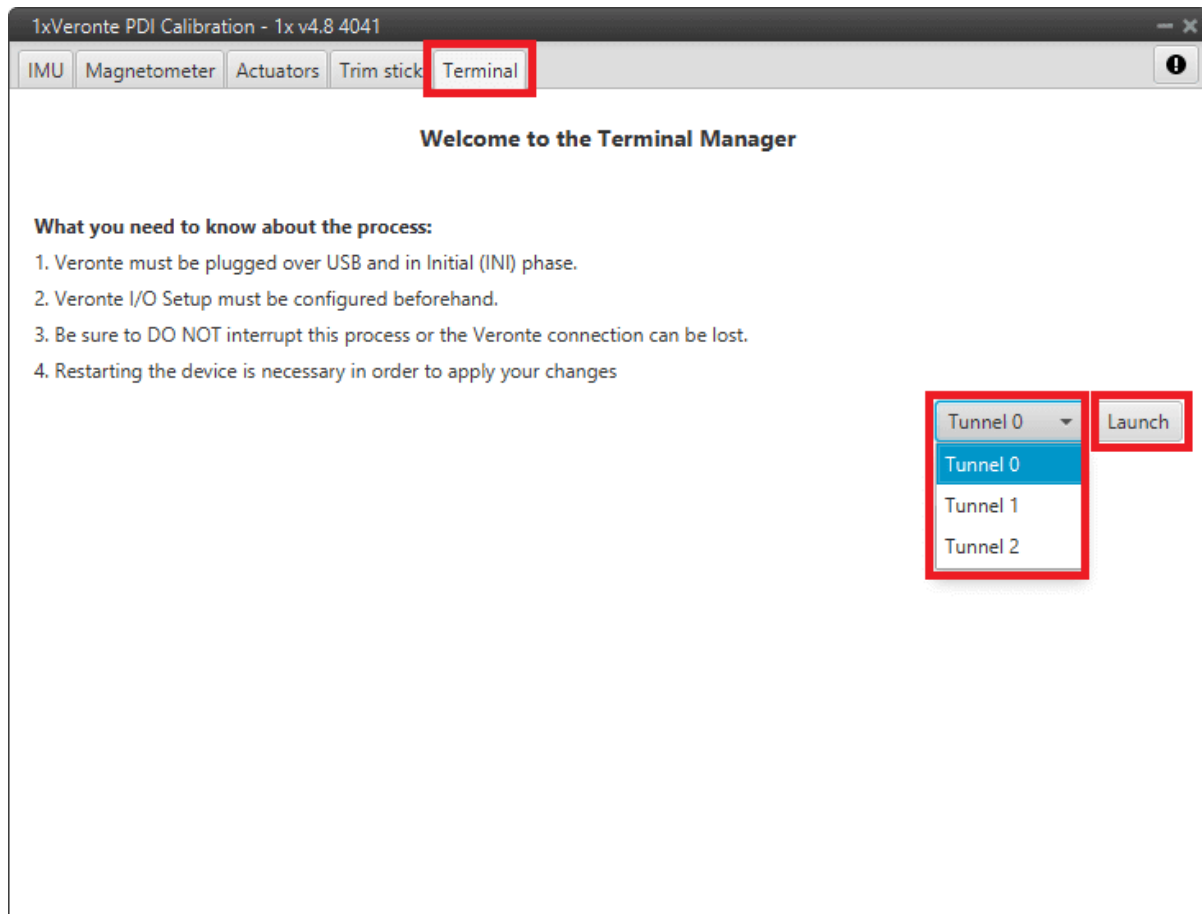 1xVeronte PDI Calibration - 1x v4.8 4041
IMU Magnetometer Actuators Trim stick Terminal
Welcome to the Terminal Manager
What you need to know about the process:
1. Veronte must be plugged over USB and in Initial (INI) phase.
2. Veronte I/O Setup must be configured beforehand.
3. Be sure to DO NOT interrupt this process or the Veronte connection can be lost.
4. Restarting the device is necessary in order to apply your changes
Tunnel 0 Launch
Tunnel 0
Tunnel 1
Tunnel 2